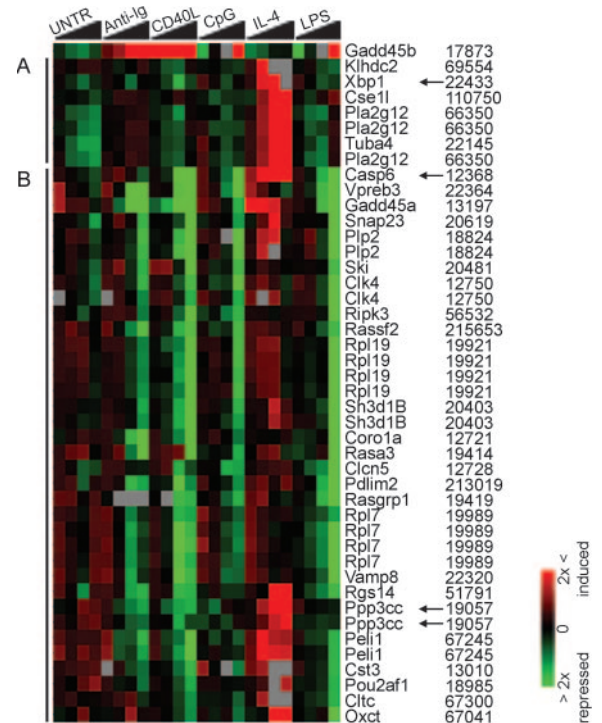 UNTR Anti-Ig CD40L CpG IL-4 LPS
Gadd45b 17873
A
Klhdc2 69554
Xbp1 ← 22433
Cse1l 110750
Pla2g12 66350
Pla2g12 66350
Tuba4 22145
Pla2g12 66350
B
Casp6 ← 12368
Vpreb3 22364
Gadd45a 13197
Snap23 20619
Plp2 18824
Plp2 18824
Ski 20481
Clk4 12750
Clk4 12750
Ripk3 56532
Rassf2 215653
Rpl19 19921
Rpl19 19921
Rpl19 19921
Rpl19 19921
Sh3d1B 20403
Sh3d1B 20403
Coro1a 12721
Rasa3 19414
Clcn5 12728
Pdlim2 213019
Rasgrp1 19419
Rpl7 19989
Rpl7 19989
Rpl7 19989
Rpl7 19989
Vamp8 22320
Rgs14 51791
Ppp3cc ← 19057
Ppp3cc ← 19057
Peli1 67245
Peli1 67245
Cst3 13010
Pou2af1 18985
Cltc 67300
Oxct 67041
> 2x 0 2x <
repressed induced